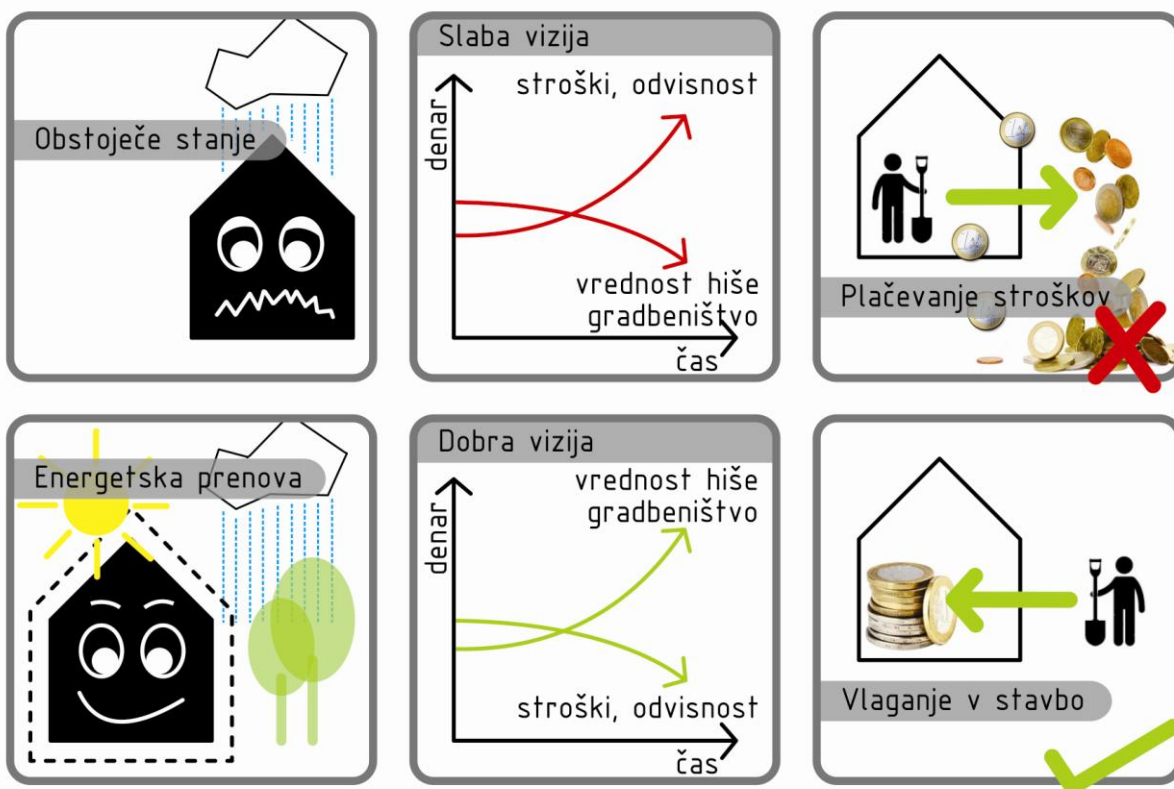 Obstoječe stanje
Slaba vizija
stroški, odvisnost
denar
vrednost hiše
gradbeništvo
čas
Plačevanje stroškov
Energetska prenova
Dobra vizija
vrednost hiše
gradbeništvo
denar
stroški, odvisnost
čas
Vlaganje v stavbo